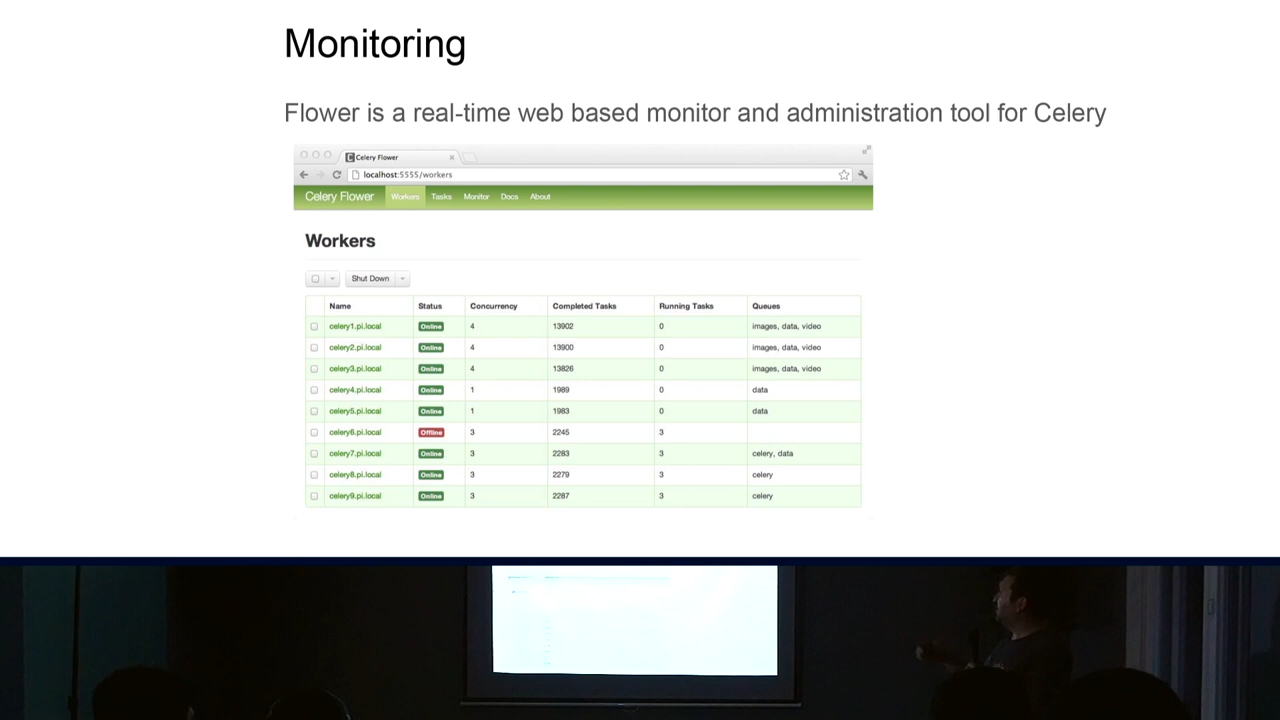 Monitoring
Flower is a real-time web based monitor and administration tool for Celery
Celery Flower
localhost:5555/workers
Celery Flower Workers Tasks Monitor Docs About
Workers
Shut Down
Name Status Concurrency Completed Tasks Running Tasks Queues
celery1.pi.local Online 4 13902 0 images, data, video
celery2.pi.local Online 4 13900 0 images, data, video
celery3.pi.local Online 4 13826 0 images, data, video
celery4.pi.local Online 1 1989 0 data
celery5.pi.local Online 1 1983 0 data
celery6.pi.local Offline 3 2245 3
celery7.pi.local Online 3 2283 3 celery, data
celery8.pi.local Online 3 2279 3 celery
celery9.pi.local Online 3 2287 3 celery